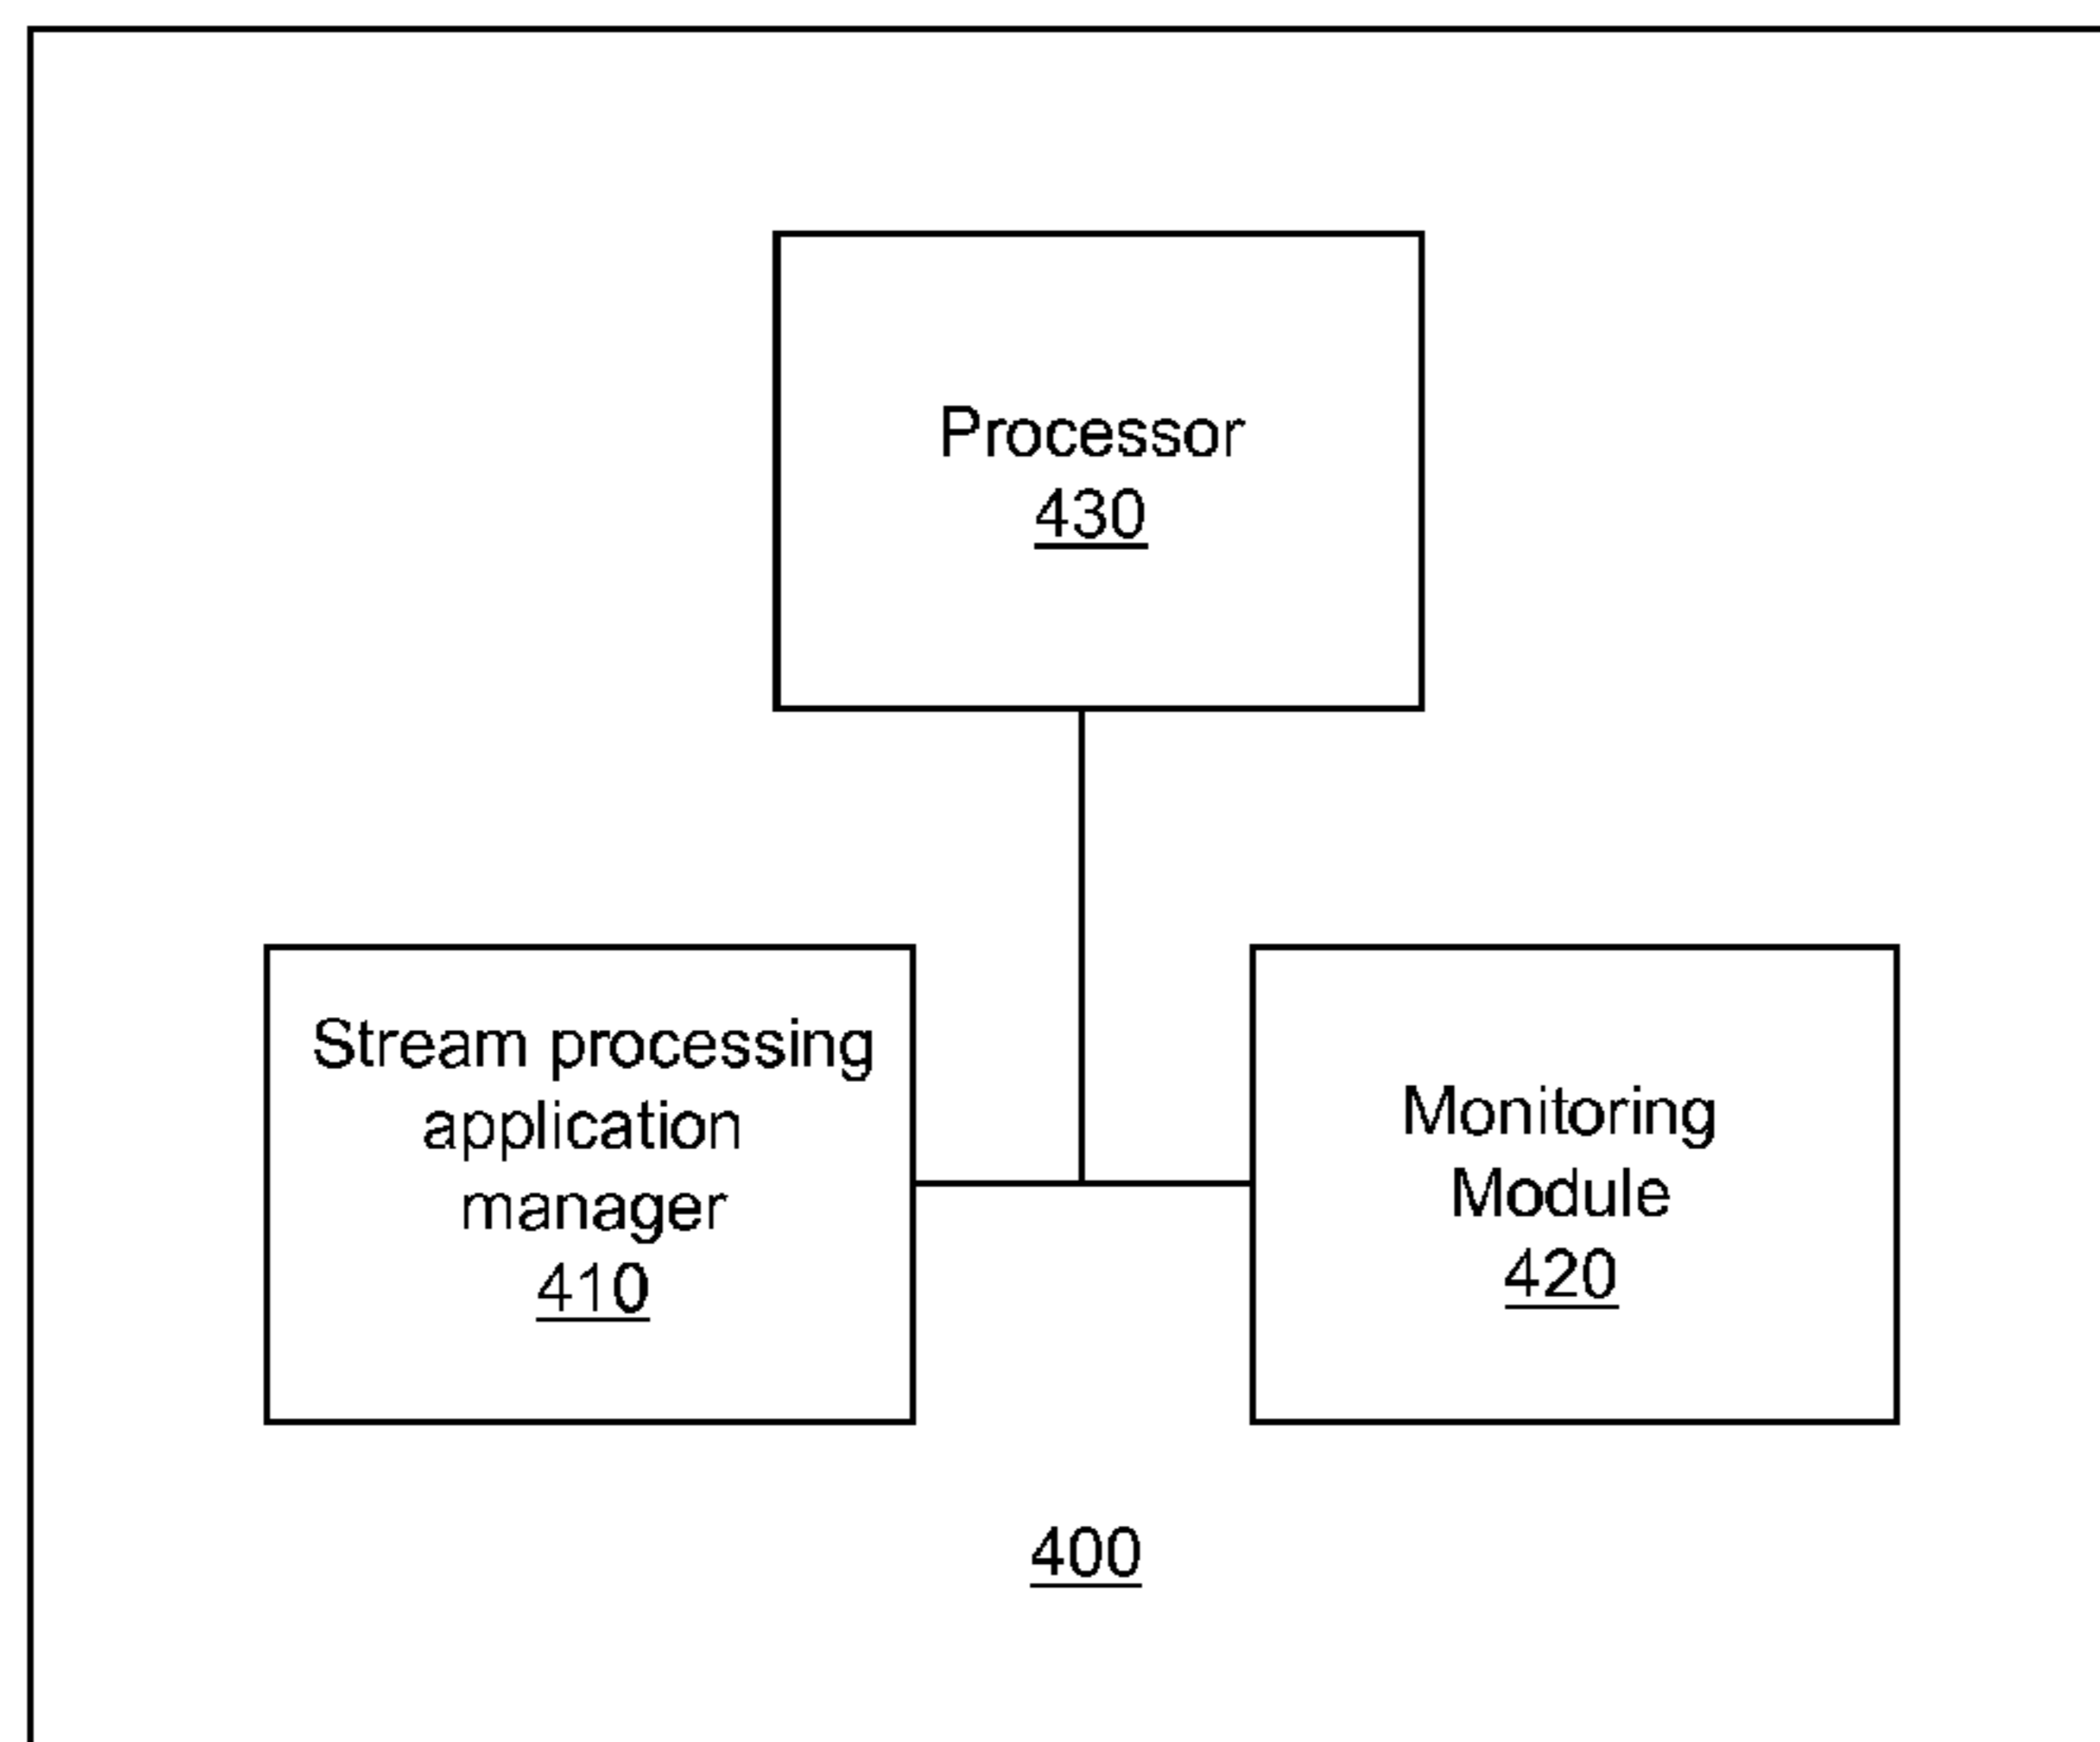 Processor
430
Stream processing
application
manager
410
Monitoring
Module
420
400